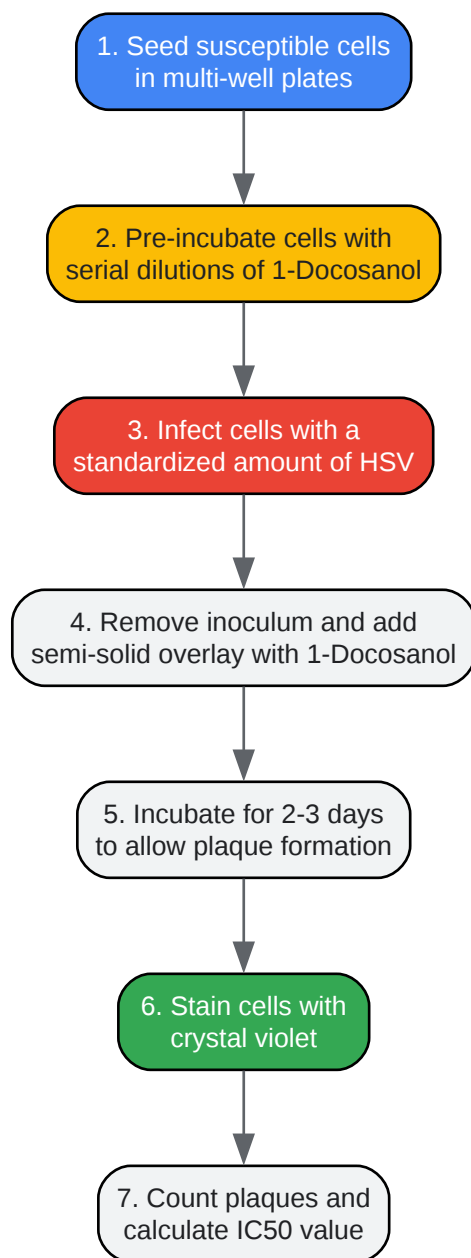 1. Seed susceptible cells
in multi-well plates
2. Pre-incubate cells with
serial dilutions of 1-Docosanol
3. Infect cells with a
standardized amount of HSV
4. Remove inoculum and add
semi-solid overlay with 1-Docosanol
5. Incubate for 2-3 days
to allow plaque formation
6. Stain cells with
crystal violet
7. Count plaques and
calculate IC50 value